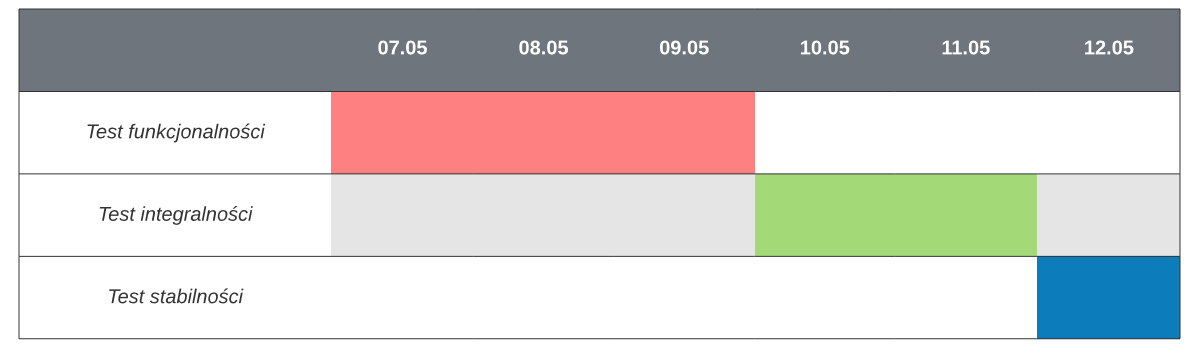 07.05 08.05 09.05 10.05 11.05 12.05
Test funkcjonalności
Test integralności
Test stabilności